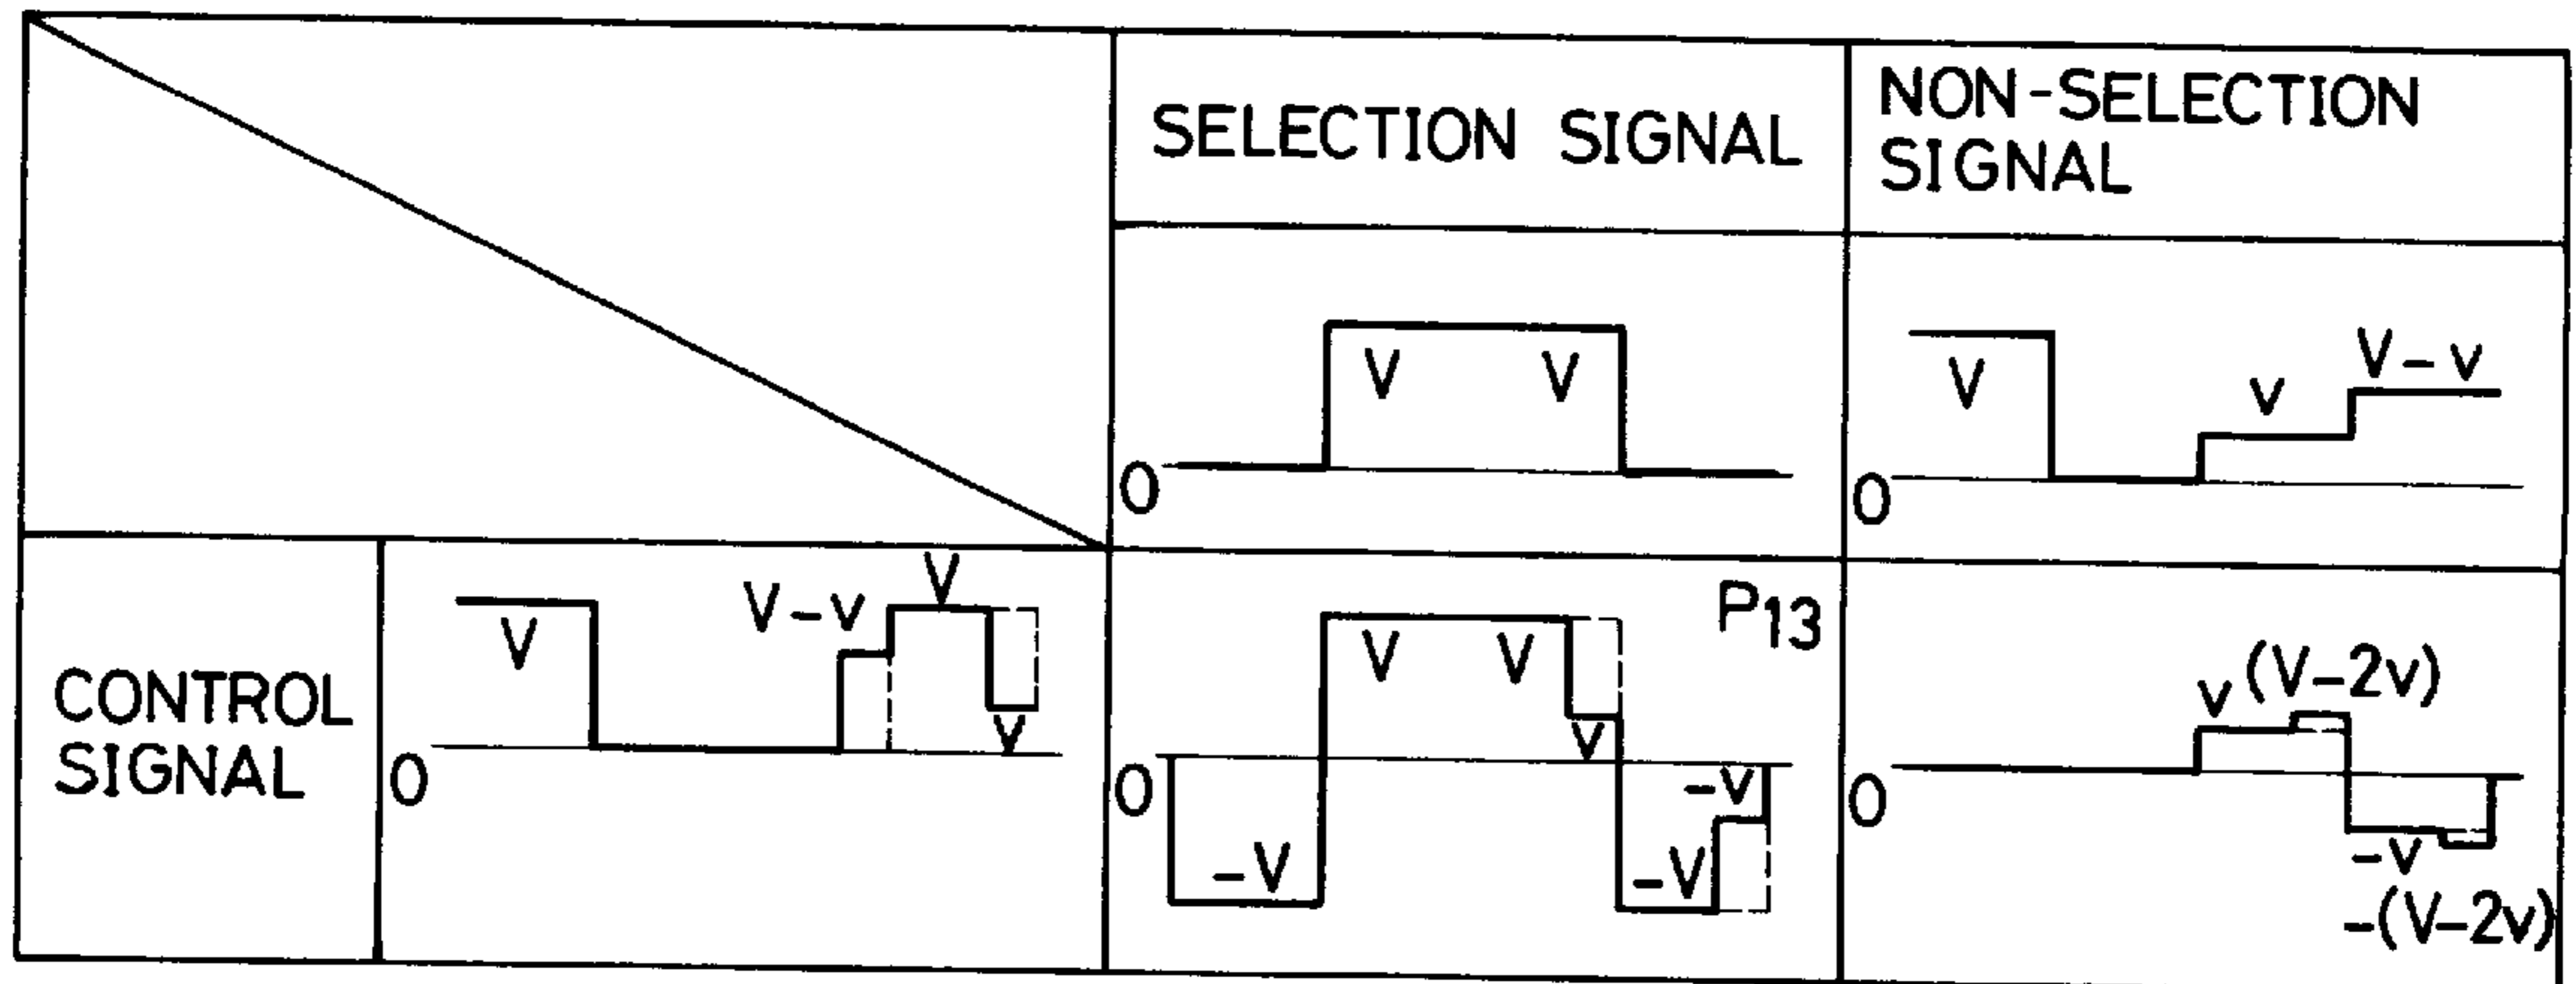 SELECTION SIGNAL
NON-SELECTION
SIGNAL
V V
0
V v V-v
0
CONTROL
SIGNAL
V V-v V v
0
P13
V V v
0
-V -V -v
v (V-2v)
0
-v
-(V-2v)